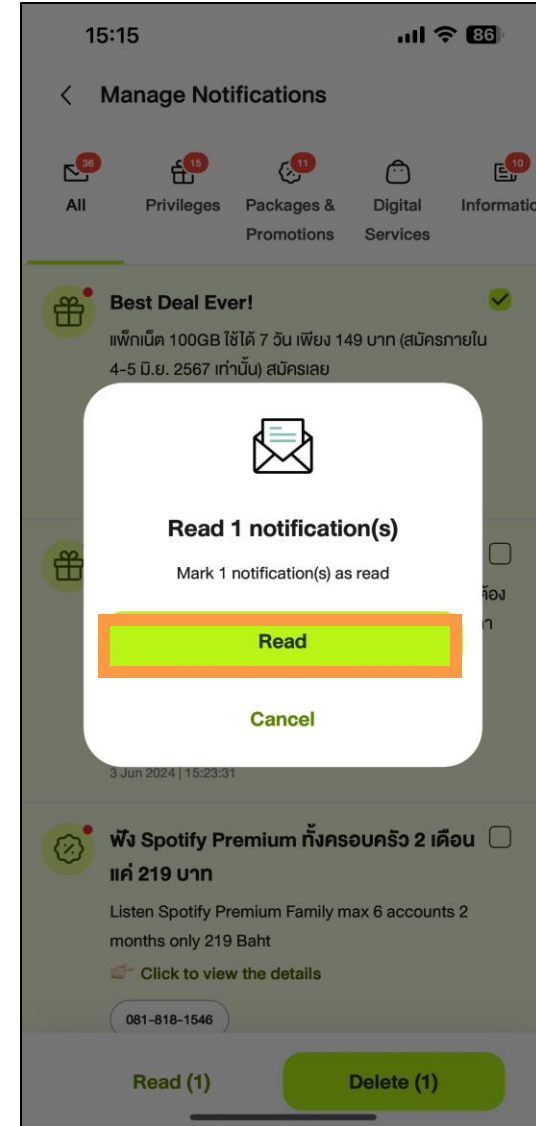 15:15
86
Manage Notifications
36
15
11
10
All
Privileges
Packages &
Promotions
Digital
Services
Informatio
Best Deal Ever!
แพ็กเน็ต 100GB ใช้ได้ 7 วัน เพียง 149 บาท (สมัครภายใน
4-5 มิ.ย. 2567 เท่านั้น) สมัครเลย
Read 1 notification(s)
Mark 1 notification(s) as read
Read
Cancel
3 Jun 2024 | 15:23:31
ฟัง Spotify Premium ทั้งครอบครัว 2 เดือน
แค่ 219 บาท
Listen Spotify Premium Family max 6 accounts 2
months only 219 Baht
Click to view the details
081-818-1546
Read (1)
Delete (1)